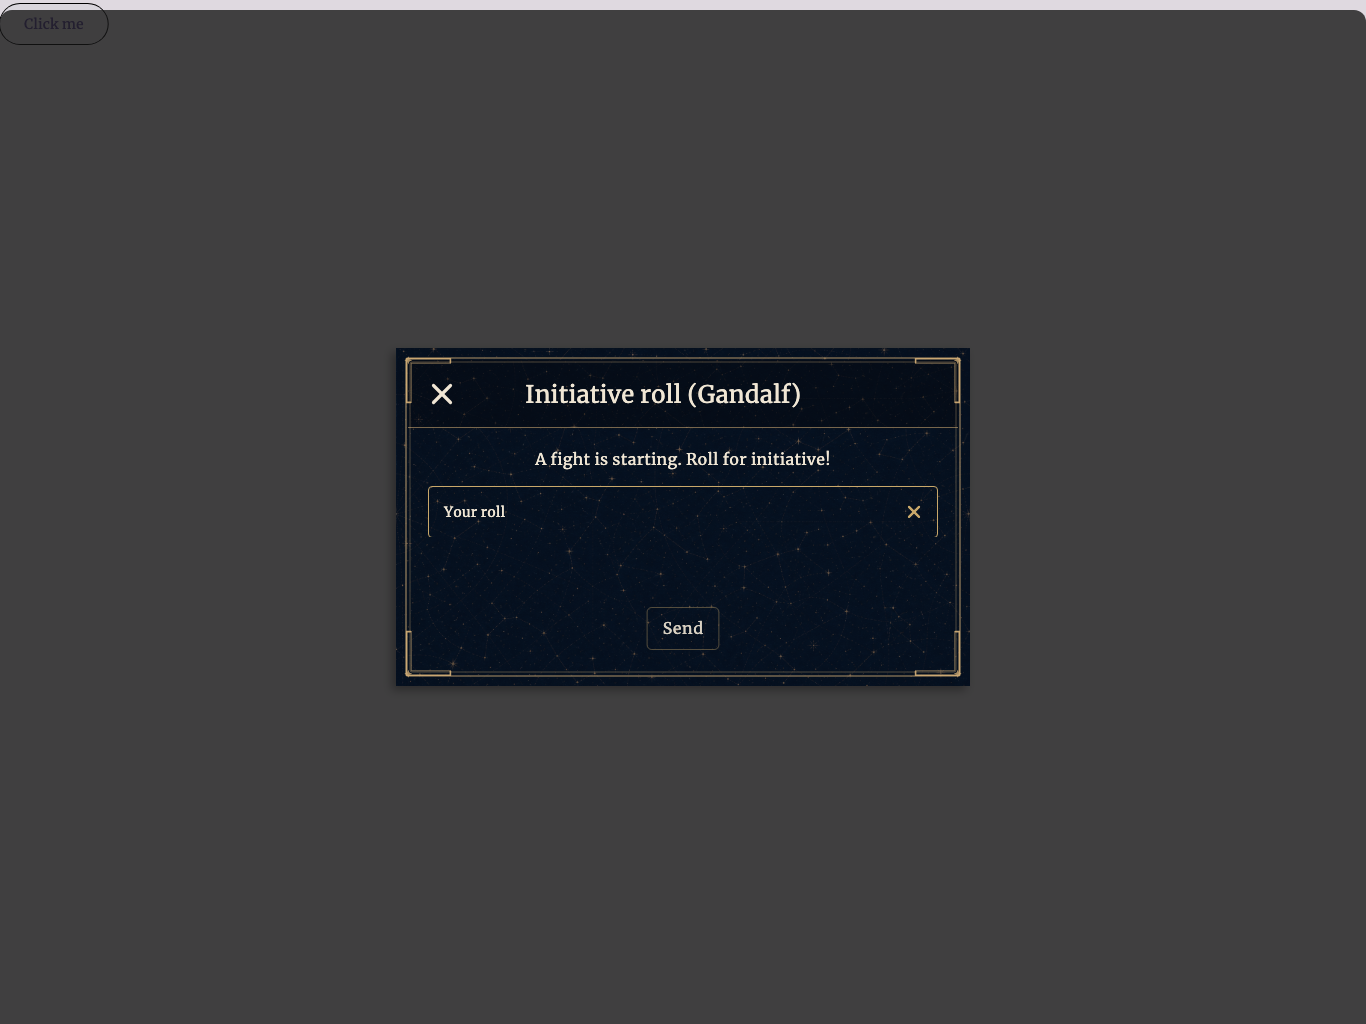 Click me
Initiative roll (Gandalf)
A fight is starting. Roll for initiative!
Your roll
Send